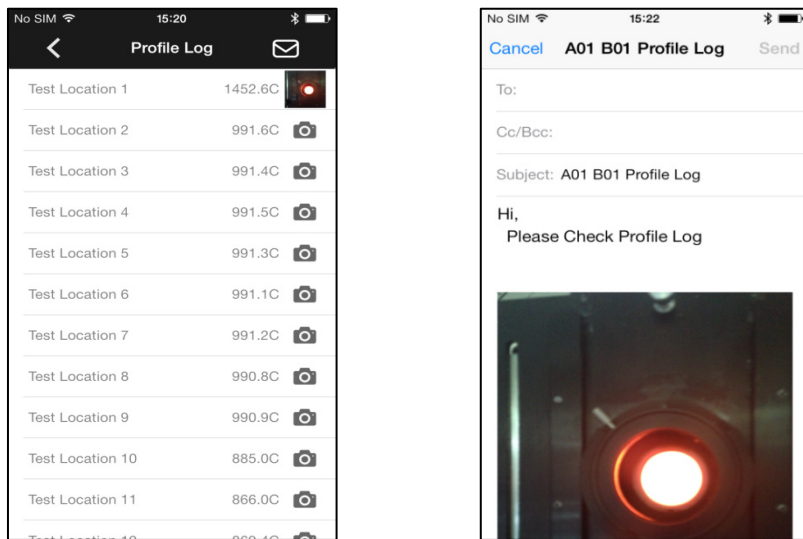 No SIM 15:20
Profile Log
Test Location 1 1452.6C
Test Location 2 991.6C
Test Location 3 991.4C
Test Location 4 991.5C
Test Location 5 991.3C
Test Location 6 991.1C
Test Location 7 991.2C
Test Location 8 990.8C
Test Location 9 990.9C
Test Location 10 885.0C
Test Location 11 866.0C
No SIM 15:22
Cancel A01 B01 Profile Log Send
To:
Cc/Bcc:
Subject: A01 B01 Profile Log
Hi,
Please Check Profile Log